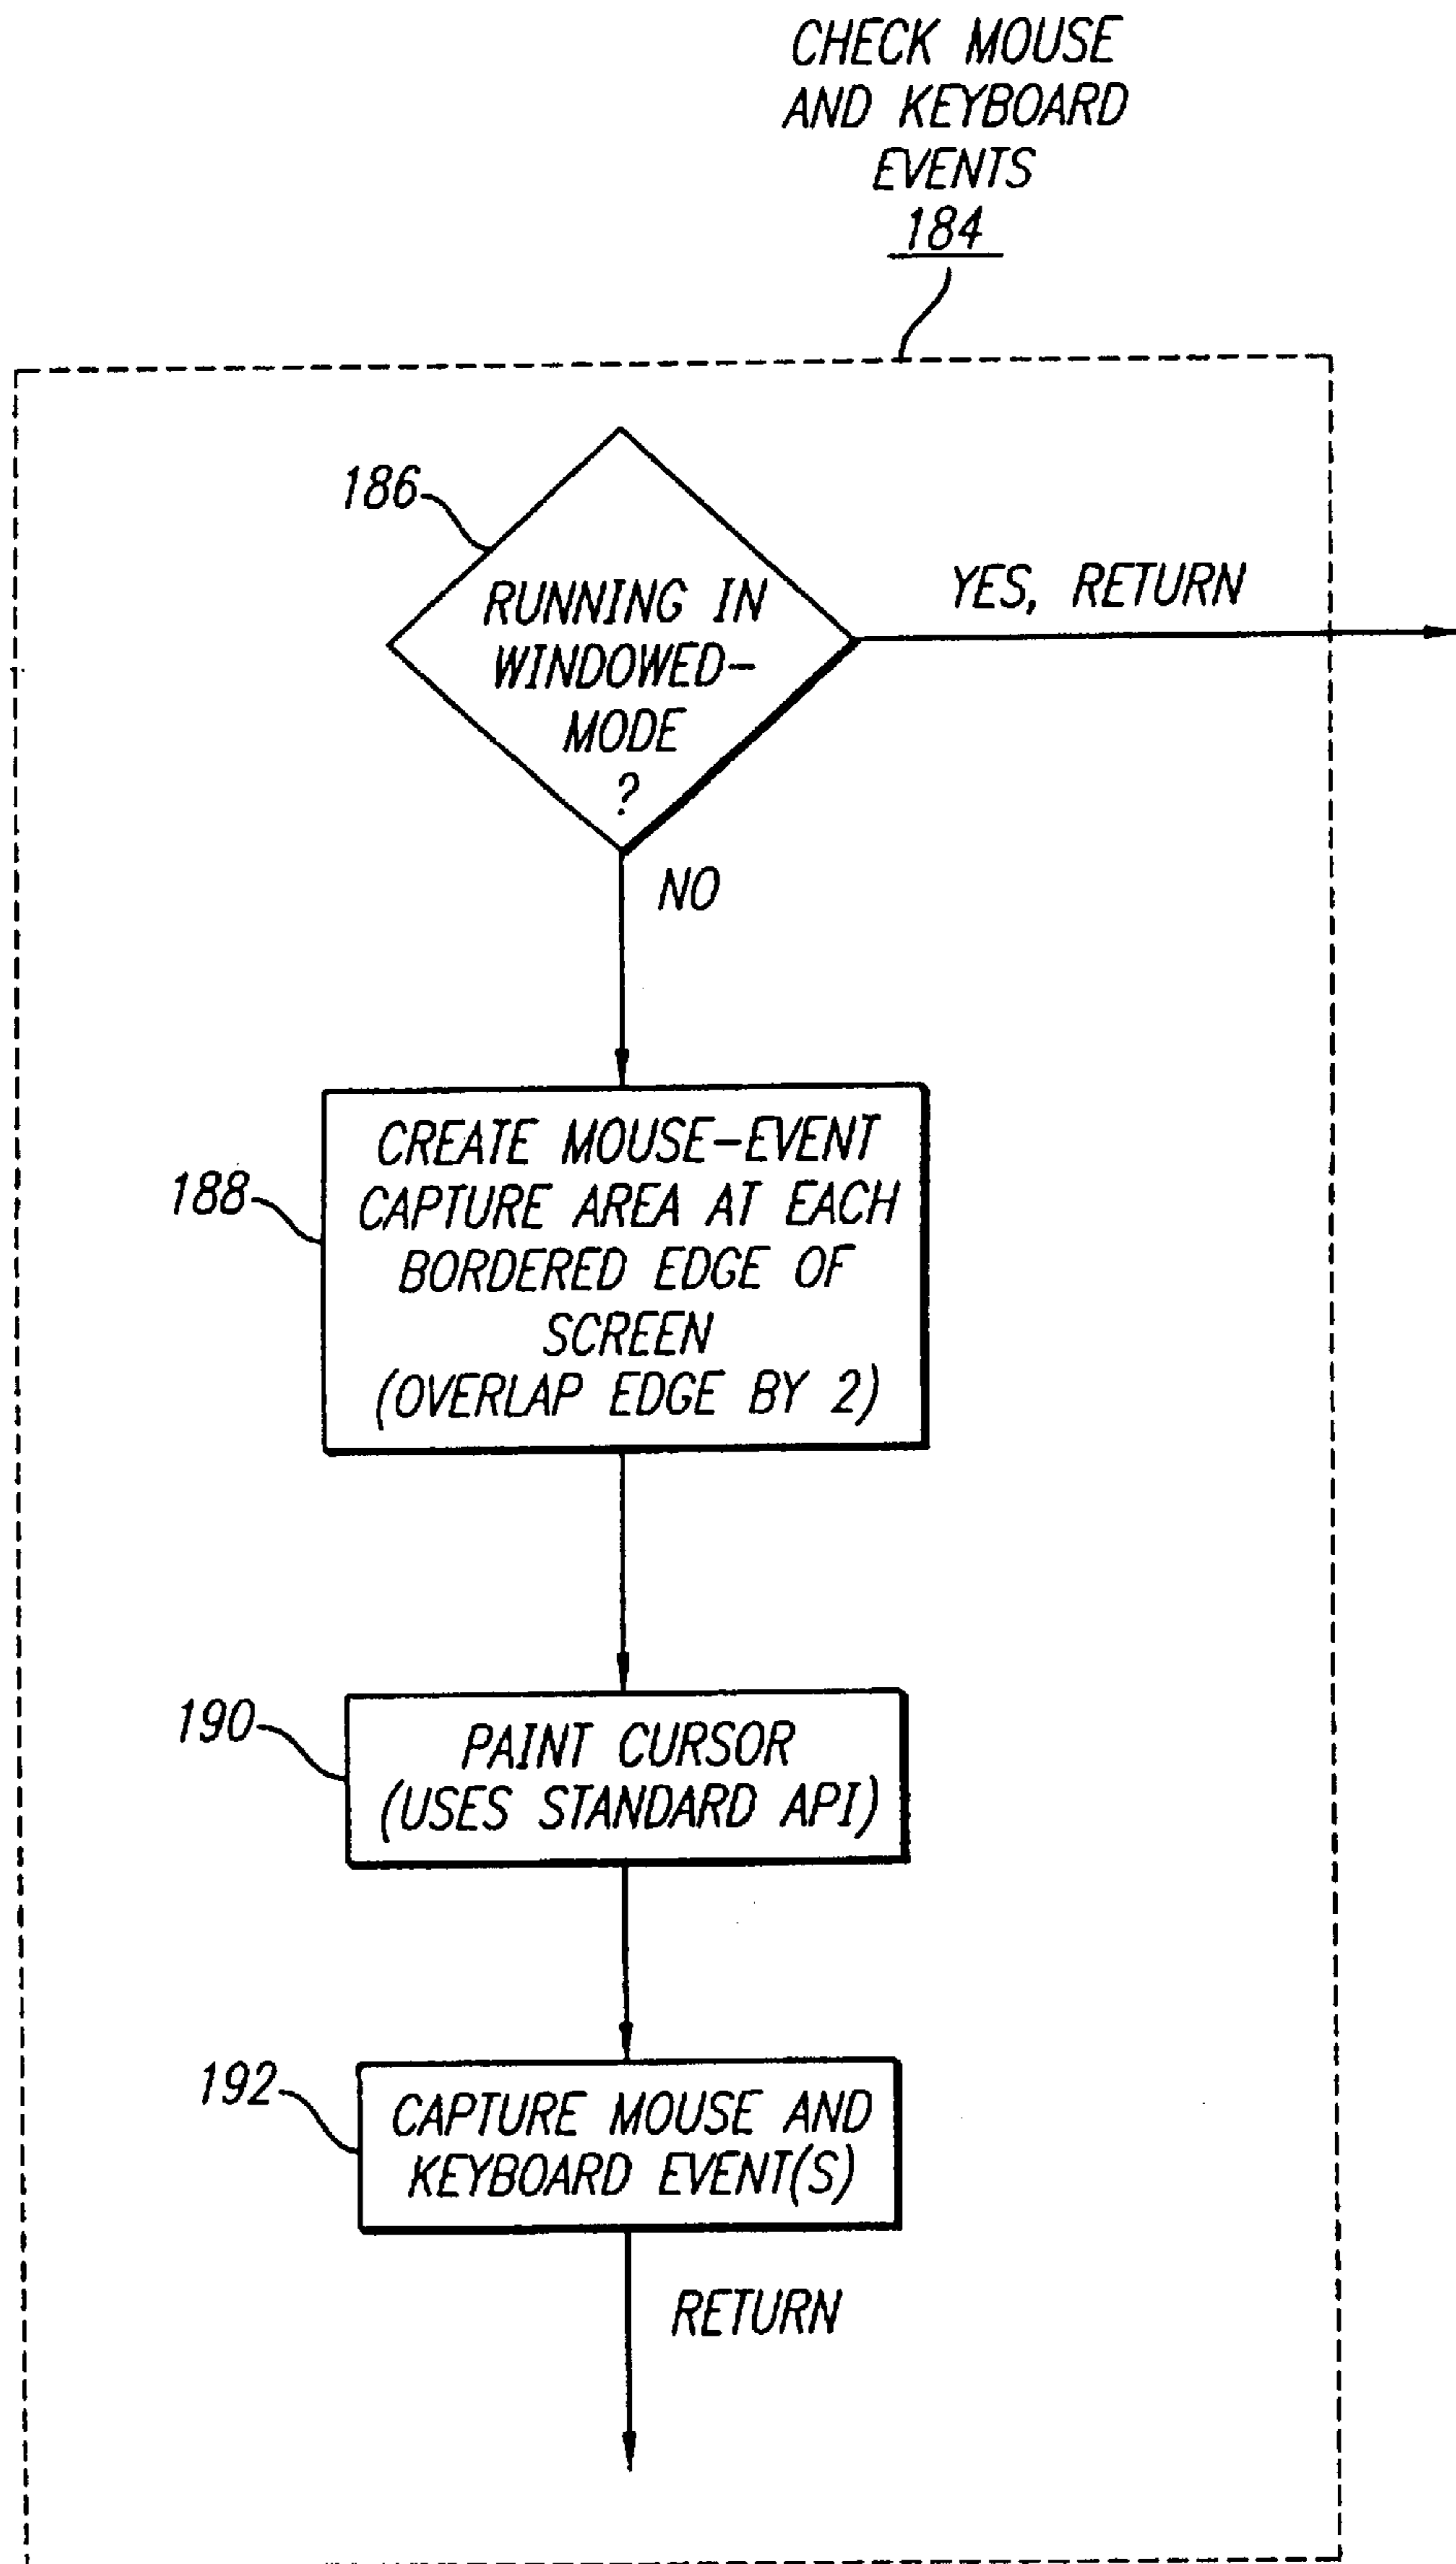 CHECK MOUSE
AND KEYBOARD
EVENTS
184
186
RUNNING IN
WINDOWED-
MODE
?
YES, RETURN
NO
188
CREATE MOUSE-EVENT
CAPTURE AREA AT EACH
BORDERED EDGE OF
SCREEN
(OVERLAP EDGE BY 2)
190
PAINT CURSOR
(USES STANDARD API)
192
CAPTURE MOUSE AND
KEYBOARD EVENT(S)
RETURN